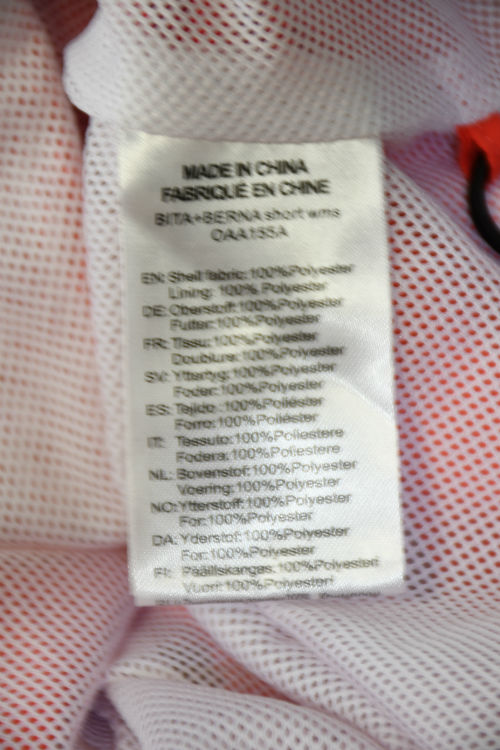 MADE IN CHINA
FABRIQUÉ EN CHINE
BITA+BERNA short wms
OAA155A
EN: Shell fabric:100%Polyester
Lining: 100% Polyester
DE: Oberstoff:100%Polyester
Futter:100%Polyester
FR: Tissu:100%Polyester
Doublure:100%Polyester
SV: Yttertyg:100%Polyester
Foder:100%Polyester
ES: Tejido :100%Poliéster
Forro:100%Poliéster
IT: Tessuto:100%Poliestere
Fodera:100%Poliestere
NL: Bovenstof:100%Polyester
Voering:100%Polyester
NO:Ytterstoff:100%Polyester
For:100%Polyester
DA: Yderstof:100%Polyester
For:100%Polyester
FI: Päällskangas:100%Polyesteri
Vuori:100%Polyesteri